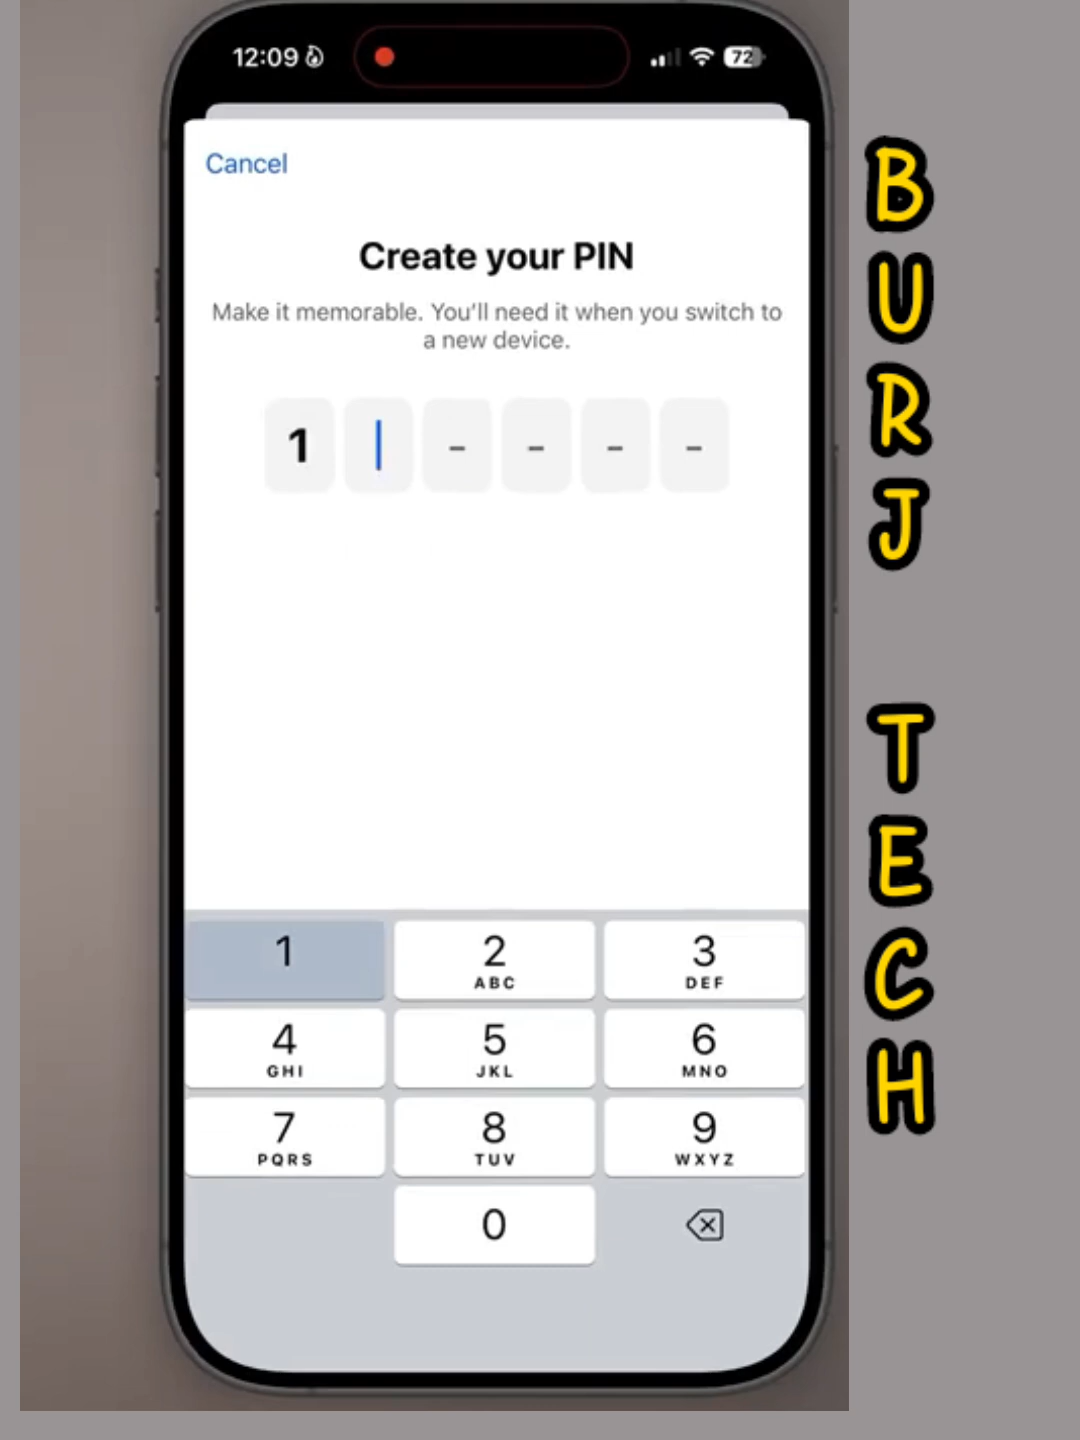 12:09
72
Cancel
Create your PIN
Make it memorable. You'll need it when you switch to
a new device.
1 - - - -
1
2
ABC
3
DEF
4
GHI
5
JKL
6
MNO
7
PQRS
8
TUV
9
WXYZ
0
BURJ
TECH